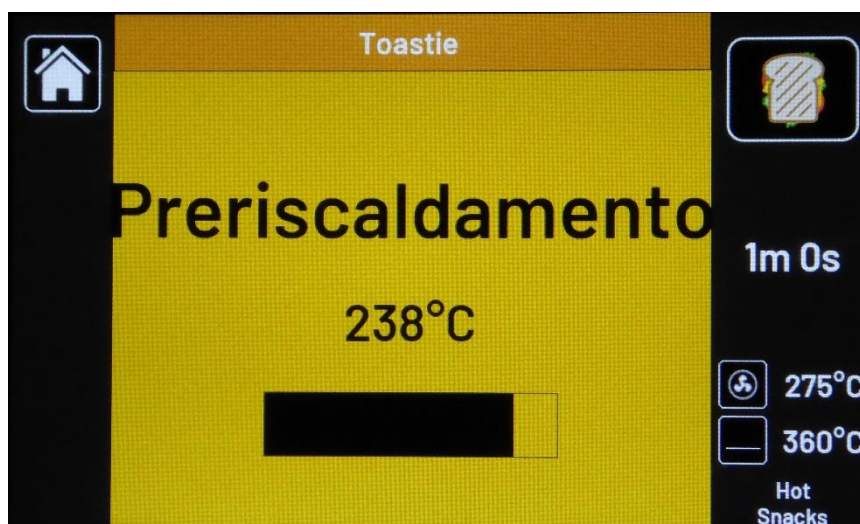 Toastie
Preriscaldamento
238°C
1m 0s
275°C
360°C
Hot
Snacks